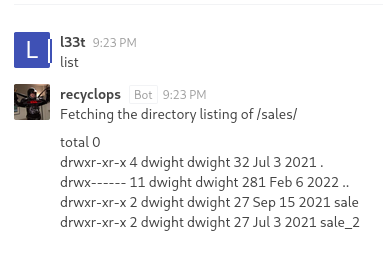 L
l33t 9:23 PM
list
recyclops Bot 9:23 PM
Fetching the directory listing of /sales/
total 0
drwxr-xr-x 4 dwight dwight 32 Jul 3 2021 .
drwx------ 11 dwight dwight 281 Feb 6 2022 ..
drwxr-xr-x 2 dwight dwight 27 Sep 15 2021 sale
drwxr-xr-x 2 dwight dwight 27 Jul 3 2021 sale_2